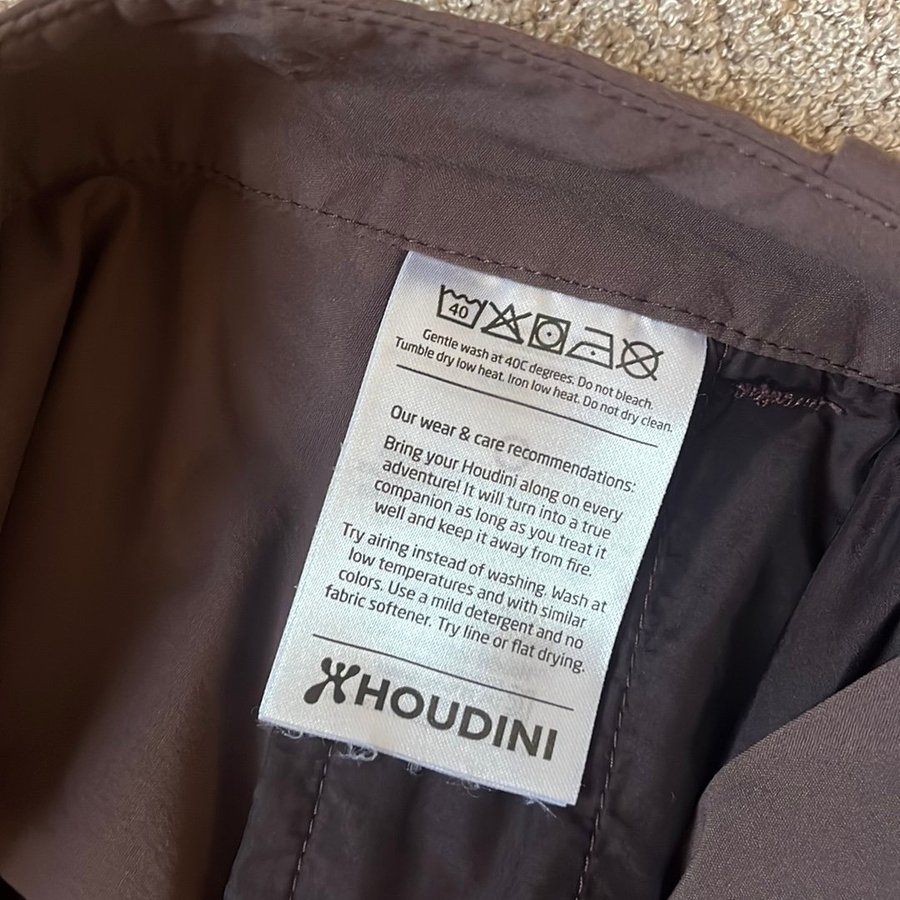 40
Gentle wash at 40C degrees. Do not bleach.
Tumble dry low heat. Iron low heat. Do not dry clean.
Our wear & care recommendations:
Bring your Houdini along on every
adventure! It will turn into a true
companion as long as you treat it
well and keep it away from fire.
Try airing instead of washing. Wash at
low temperatures and with similar
colors. Use a mild detergent and no
fabric softener. Try line or flat drying.
HOUDINI